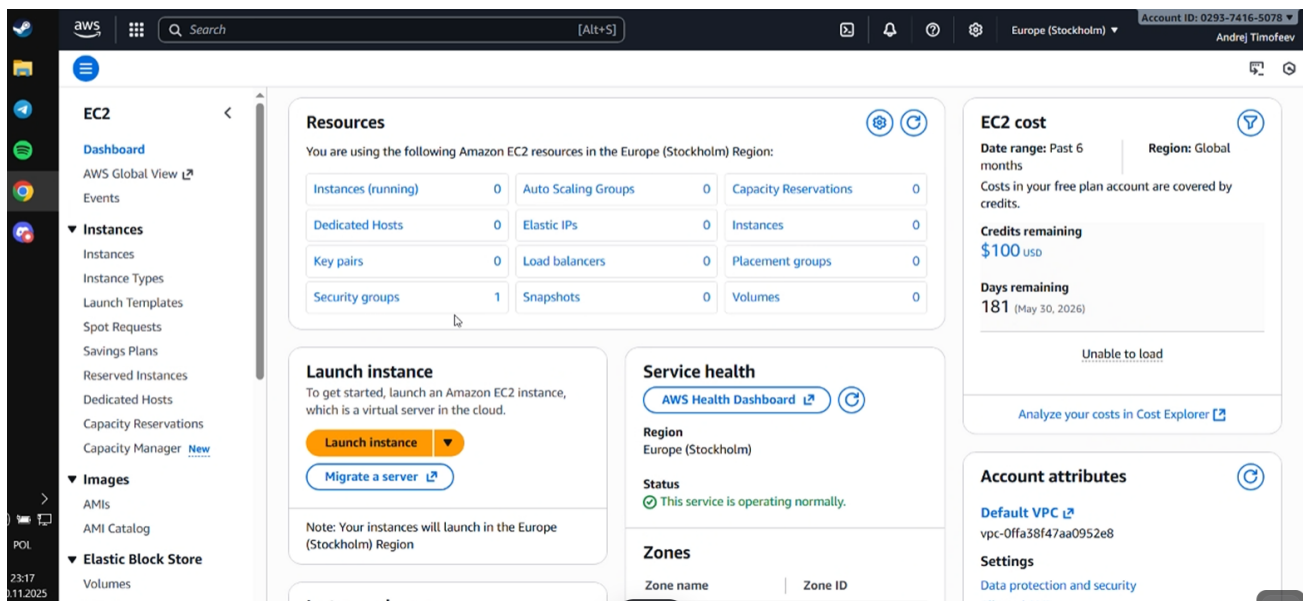 aws
Search
[Alt+S]
Europe (Stockholm) ▼
Account ID: 0293-7416-5078 ▼
Andrej Timofeev
EC2
Dashboard
AWS Global View
Events
Instances
Instances
Instance Types
Launch Templates
Spot Requests
Savings Plans
Reserved Instances
Dedicated Hosts
Capacity Reservations
Capacity Manager New
Images
AMIs
AMI Catalog
Elastic Block Store
Volumes
Resources
You are using the following Amazon EC2 resources in the Europe (Stockholm) Region:
Instances (running) 0 Auto Scaling Groups 0 Capacity Reservations 0
Dedicated Hosts 0 Elastic IPs 0 Instances 0
Key pairs 0 Load balancers 0 Placement groups 0
Security groups 1 Snapshots 0 Volumes 0
Launch instance
To get started, launch an Amazon EC2 instance,
which is a virtual server in the cloud.
Launch instance
Migrate a server
Note: Your instances will launch in the Europe
(Stockholm) Region
Service health
AWS Health Dashboard
Region
Europe (Stockholm)
Status
This service is operating normally.
Zones
Zone name Zone ID
EC2 cost
Date range: Past 6
months
Region: Global
Costs in your free plan account are covered by
credits.
Credits remaining
$100 USD
Days remaining
181 (May 30, 2026)
Unable to load
Analyze your costs in Cost Explorer
Account attributes
Default VPC
vpc-0ffa38f47aa0952e8
Settings
Data protection and security
POL
23:17
.11.2025